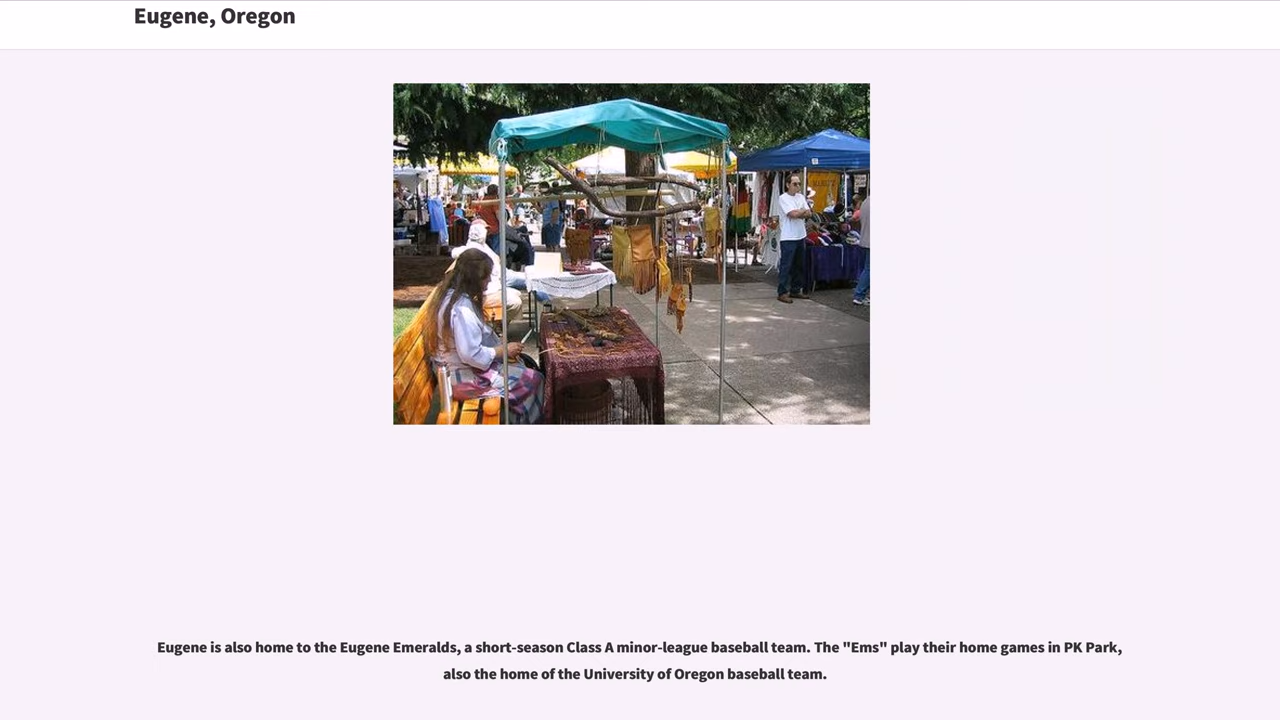 Eugene, Oregon
Eugene is also home to the Eugene Emeralds, a short-season Class A minor-league baseball team. The "Ems" play their home games in PK Park,
also the home of the University of Oregon baseball team.